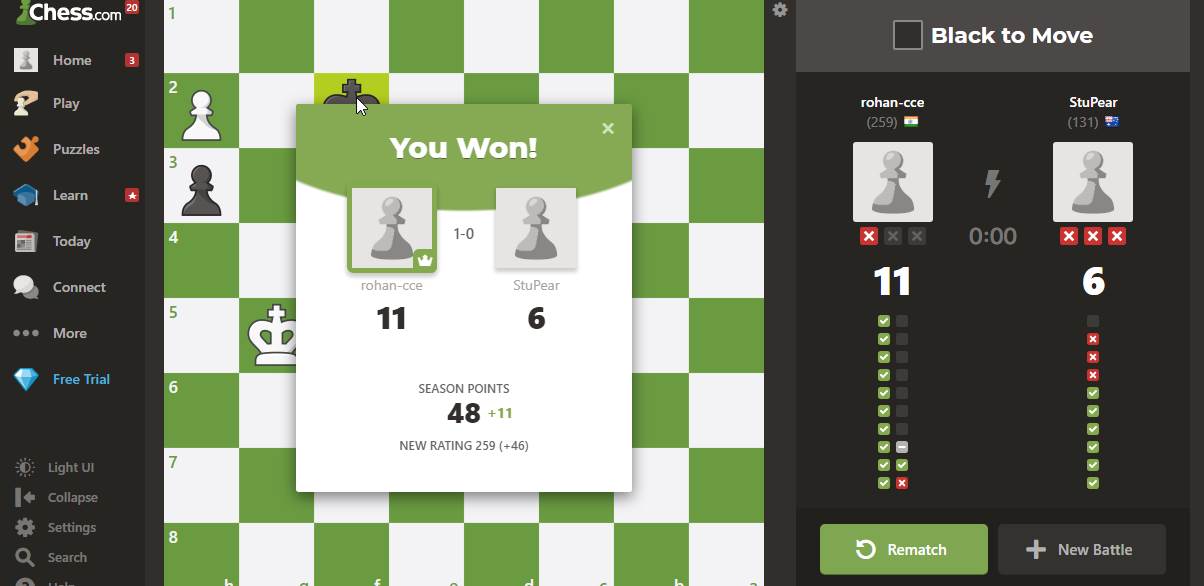 Chess.com
20
Home
3
Play
Puzzles
Learn
Today
Connect
More
Free Trial
Light UI
Collapse
Settings
Search
Help
1
2
3
4
5
6
7
8
h g f e d c b a
You Won!
×
1-0
rohan-cce StuPear
11 6
SEASON POINTS
48 +11
NEW RATING 259 (+46)
Black to Move
rohan-cce StuPear
(259) (131)
0:00
11 6
Rematch
New Battle